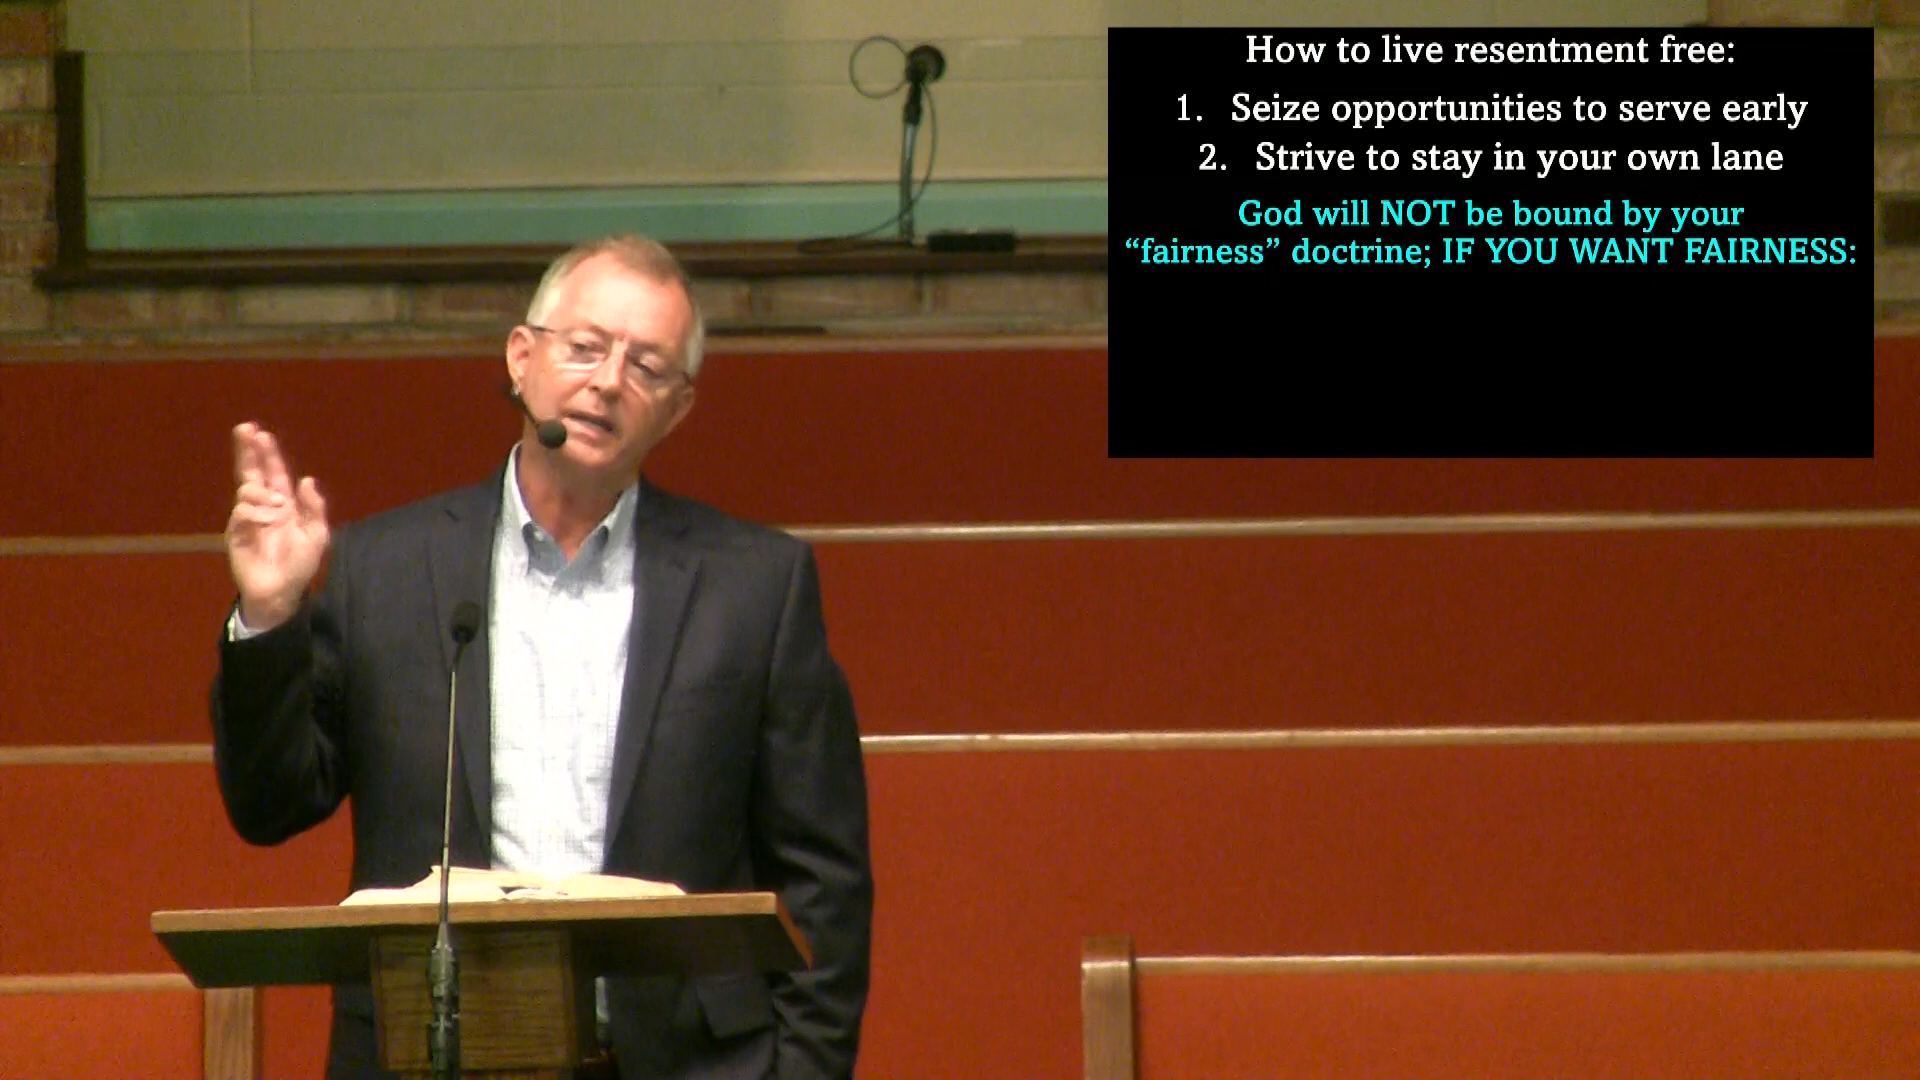 How to live resentment free:
1. Seize opportunities to serve early
2. Strive to stay in your own lane
God will NOT be bound by your
“fairness” doctrine; IF YOU WANT FAIRNESS: